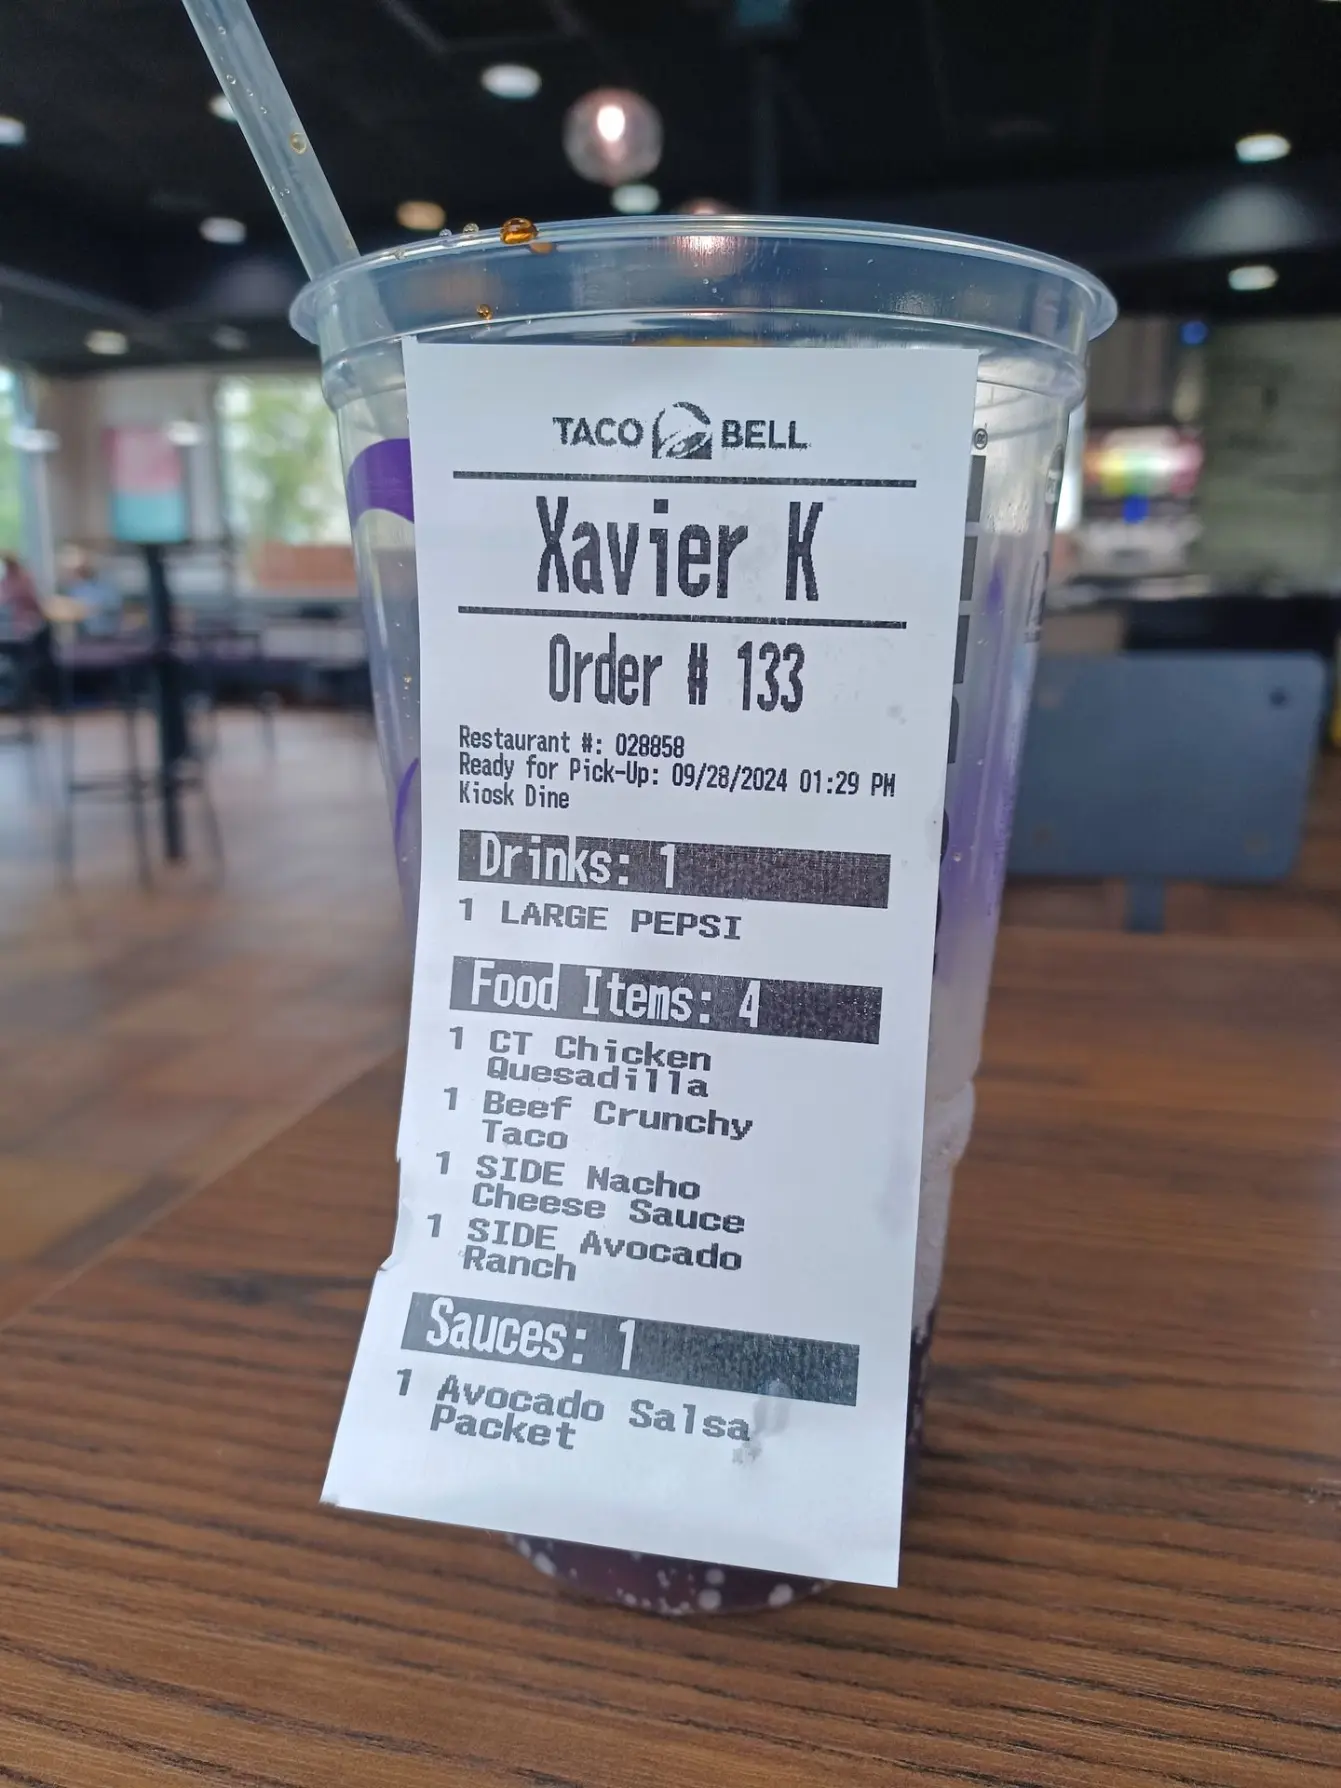 TACO BELL
Xavier K
Order # 133
Restaurant #: 028858
Ready for Pick-Up: 09/28/2024 01:29 PM
Kiosk Dine
Drinks: 1
1 LARGE PEPSI
Food Items: 4
1 CT Chicken
Quesadilla
1 Beef Crunchy
Taco
1 SIDE Nacho
Cheese Sauce
1 SIDE Avocado
Ranch
Sauces: 1
1 Avocado Salsa
Packet